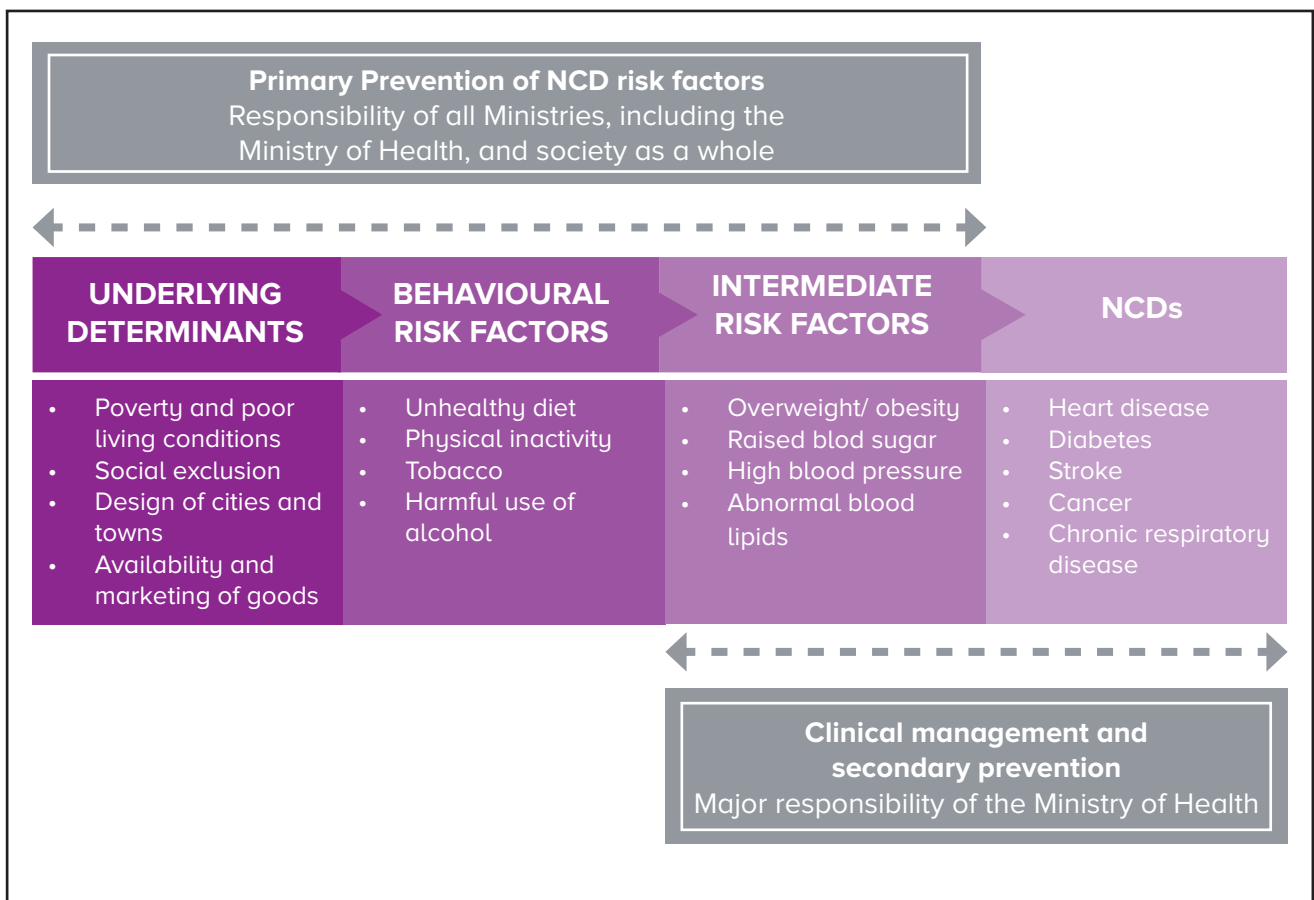 Primary Prevention of NCD risk factors
Responsibility of all Ministries, including the
Ministry of Health, and society as a whole
UNDERLYING
DETERMINANTS
BEHAVIOURAL
RISK FACTORS
INTERMEDIATE
RISK FACTORS
NCDs
• Poverty and poor
living conditions
• Social exclusion
• Design of cities and
towns
• Availability and
marketing of goods
• Unhealthy diet
• Physical inactivity
• Tobacco
• Harmful use of
alcohol
• Overweight/ obesity
• Raised blod sugar
• High blood pressure
• Abnormal blood
lipids
• Heart disease
• Diabetes
• Stroke
• Cancer
• Chronic respiratory
disease
Clinical management and
secondary prevention
Major responsibility of the Ministry of Health